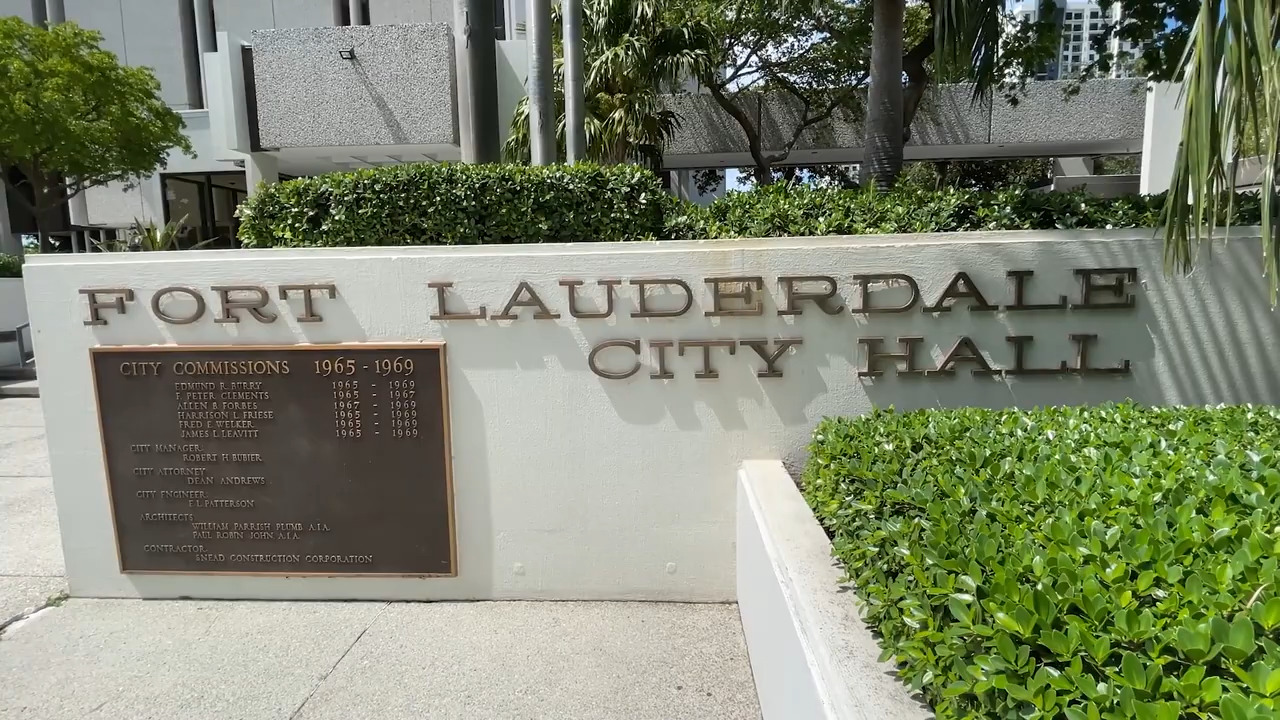 FORT LAUDERDALE
CITY HALL
CITY COMMISSIONS 1965 - 1969
EDMUND R. BURRY 1965 - 1969
F. PETER CLEMENTS 1965 - 1967
ALLEN B. FORBES 1967 - 1969
HARRISON L. FRIESE 1965 - 1969
FRED F. WELKER 1965 - 1969
JAMES L. LEAVITT 1965 - 1969
CITY MANAGER:
ROBERT H. BUBIER
CITY ATTORNEY:
DEAN ANDREWS
CITY ENGINEER:
F. L. PATTERSON
ARCHITECTS:
WILLIAM PARRISH PLUMB A.I.A.
PAUL ROBIN JOHN A.I.A.
CONTRACTOR:
SNEAD CONSTRUCTION CORPORATION